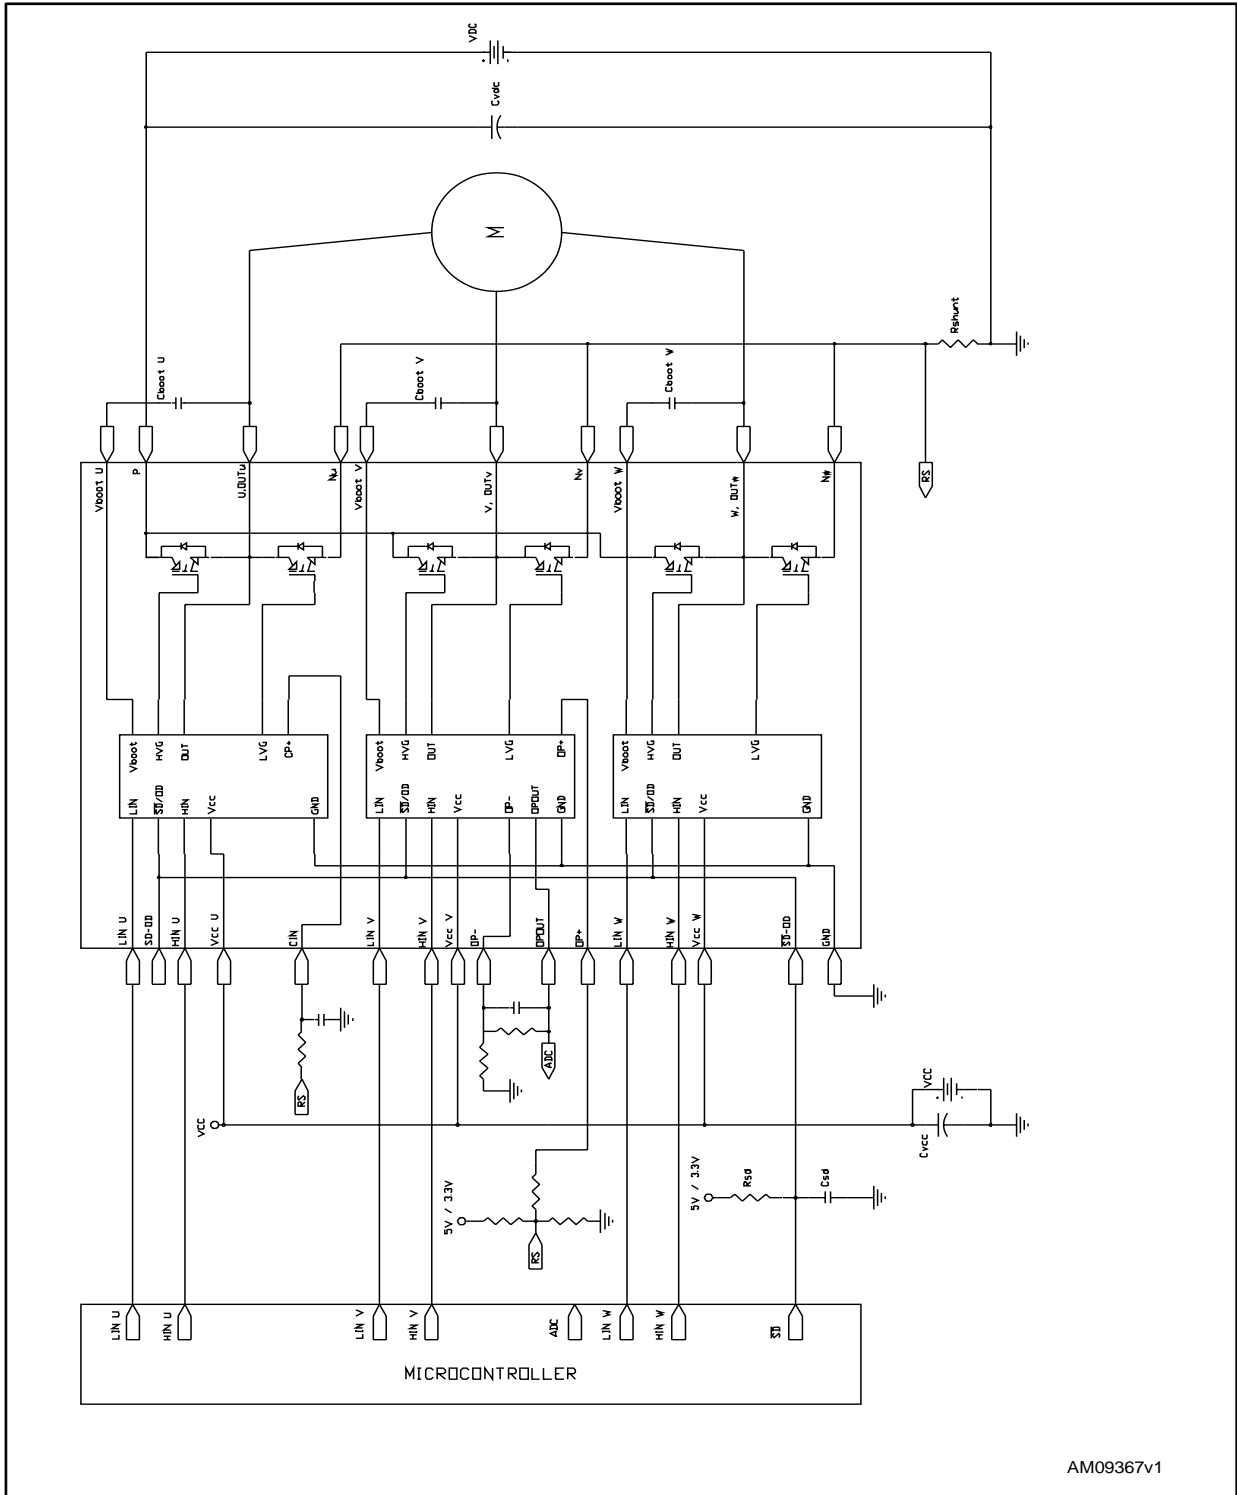 VDC
Cvdc
M
Rshunt
Cboot U
Cboot V
Cboot W
RS
Vboot U
P
U,OUTu
Nu
Vboot V
V, OUTv
Nv
Vboot W
W, OUTw
Nw
Vboot
HVG
OUT
LVG
CP+
LIN
SD/OD
HIN
Vcc
GND
Vboot
HVG
OUT
LVG
OP+
LIN
SD/OD
HIN
Vcc
OP-
OPOUT
GND
Vboot
HVG
OUT
LVG
LIN
SD/OD
HIN
Vcc
GND
LIN U
SD-OD
HIN U
Vcc U
CIN
LIN V
HIN V
Vcc V
OP-
OPOUT
OP+
LIN W
HIN W
Vcc W
SD-OD
GND
RS
ADC
VCC
VCC
Cvcc
5V / 3.3V
RS
5V / 3.3V
Rsd
Csd
LIN U
HIN U
LIN V
HIN V
ADC
LIN W
HIN W
SD
MICROCONTROLLER
AM09367v1